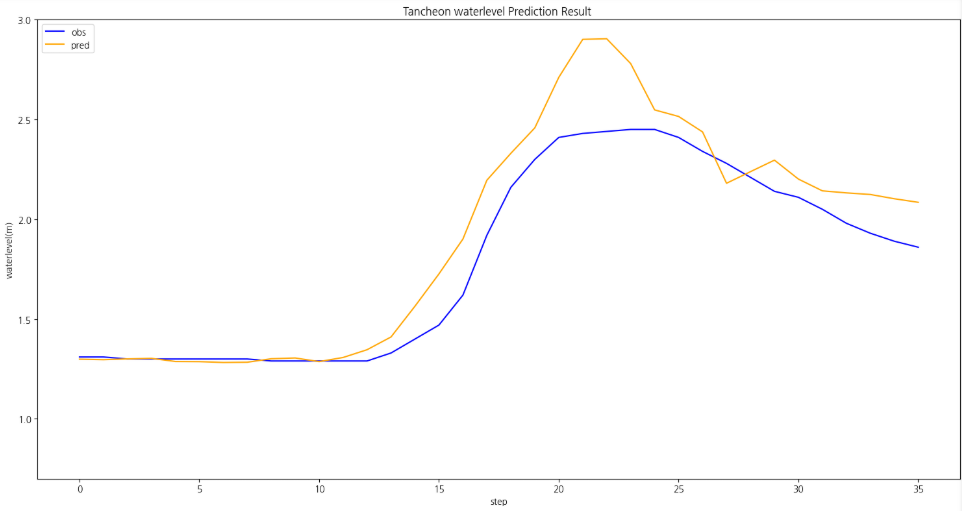 Tancheon waterlevel Prediction Result
obs
pred
waterlevel(m)
3.0
2.5
2.0
1.5
1.0
0 5 10 15 20 25 30 35
step